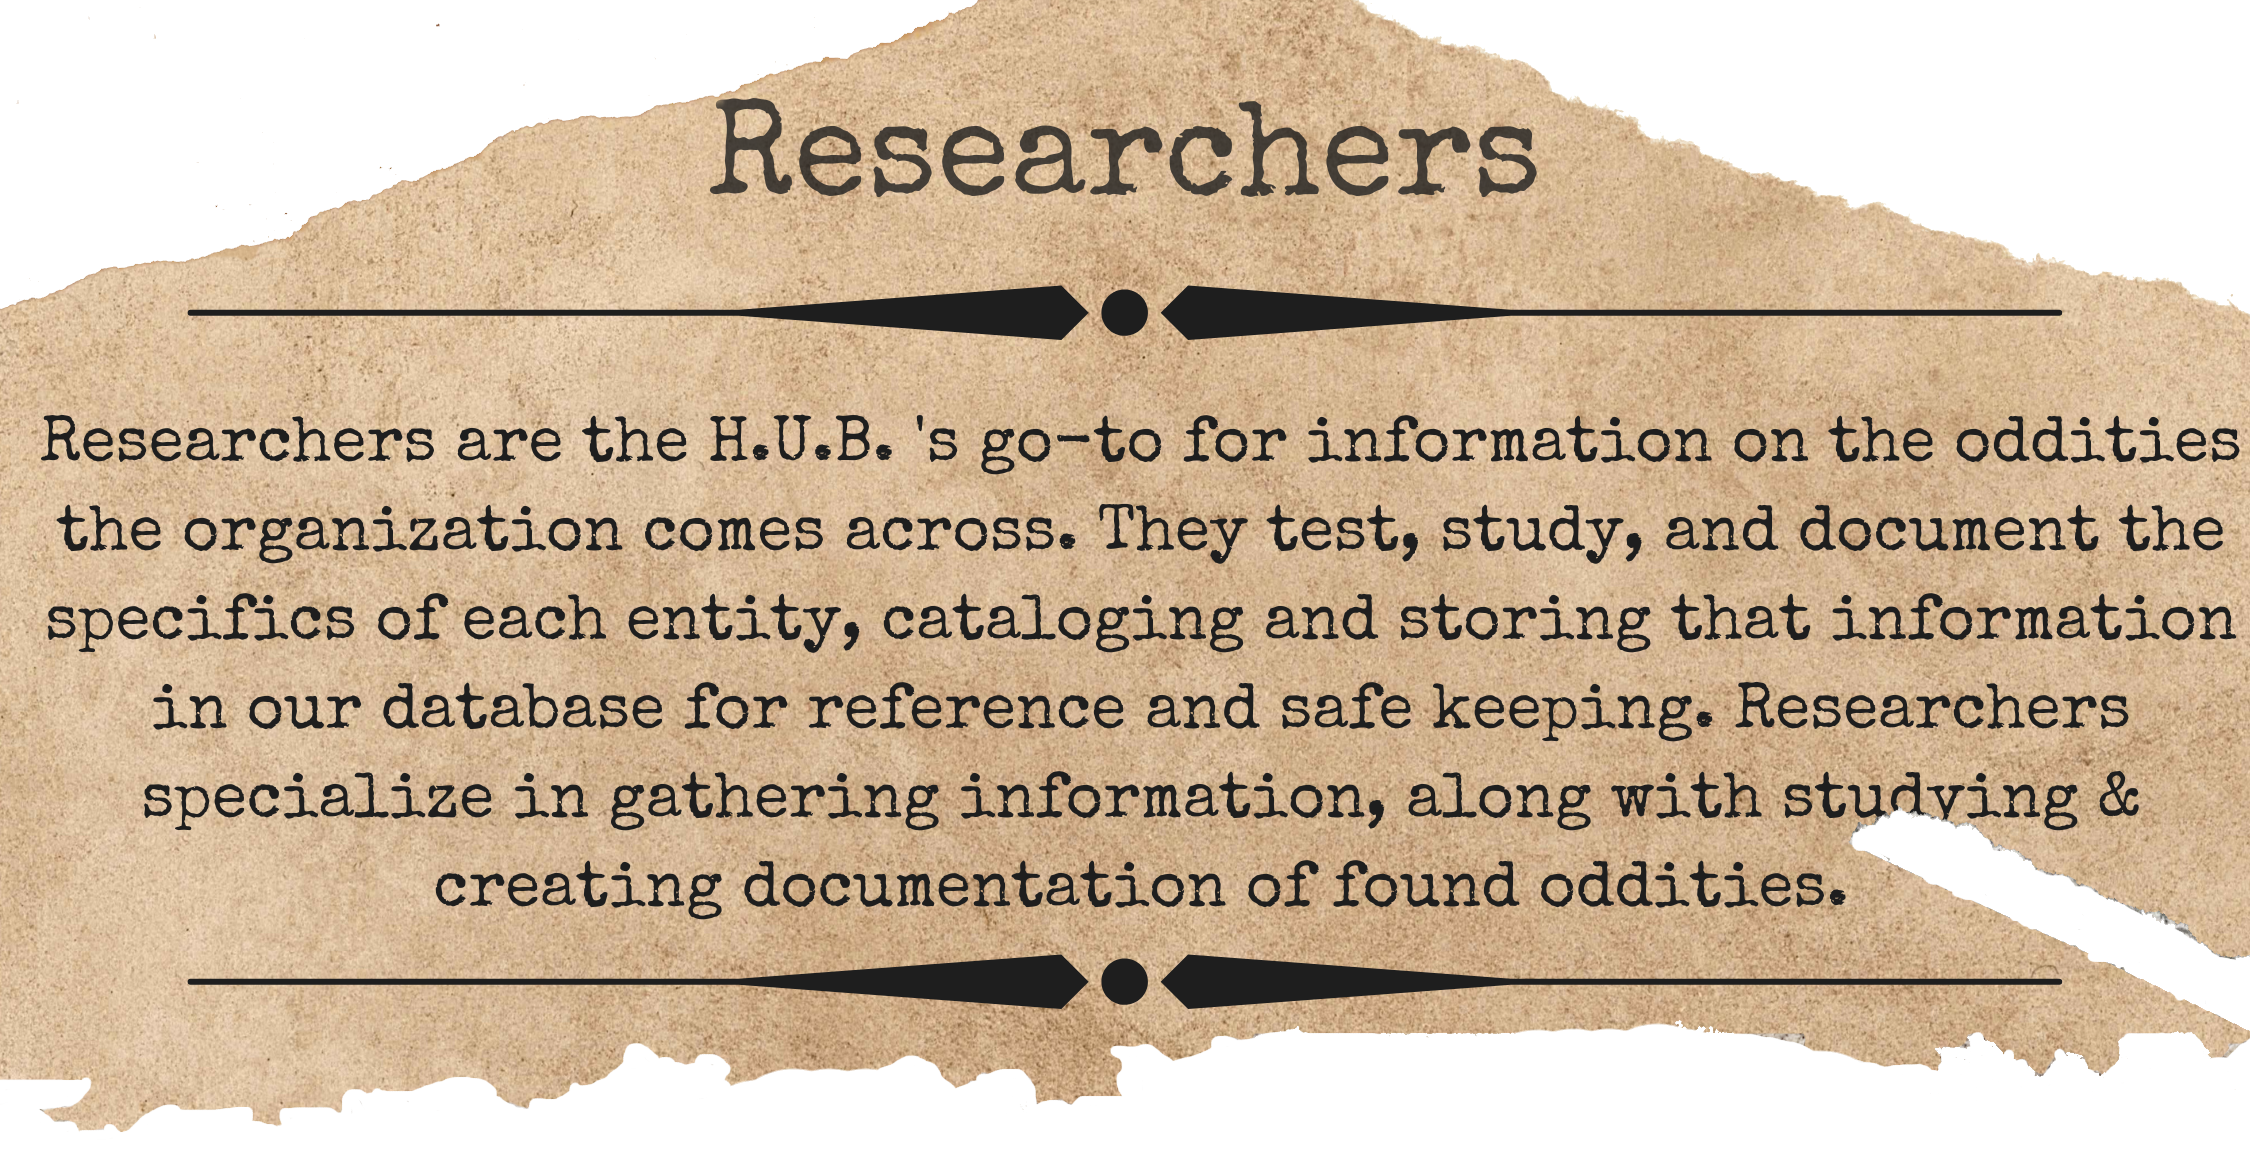 Researchers
Researchers are the H.U.B. 's go-to for information on the oddities
the organization comes across. They test, study, and document the
specifics of each entity, cataloging and storing that information
in our database for reference and safe keeping. Researchers
specialize in gathering information, along with studying &
creating documentation of found oddities.